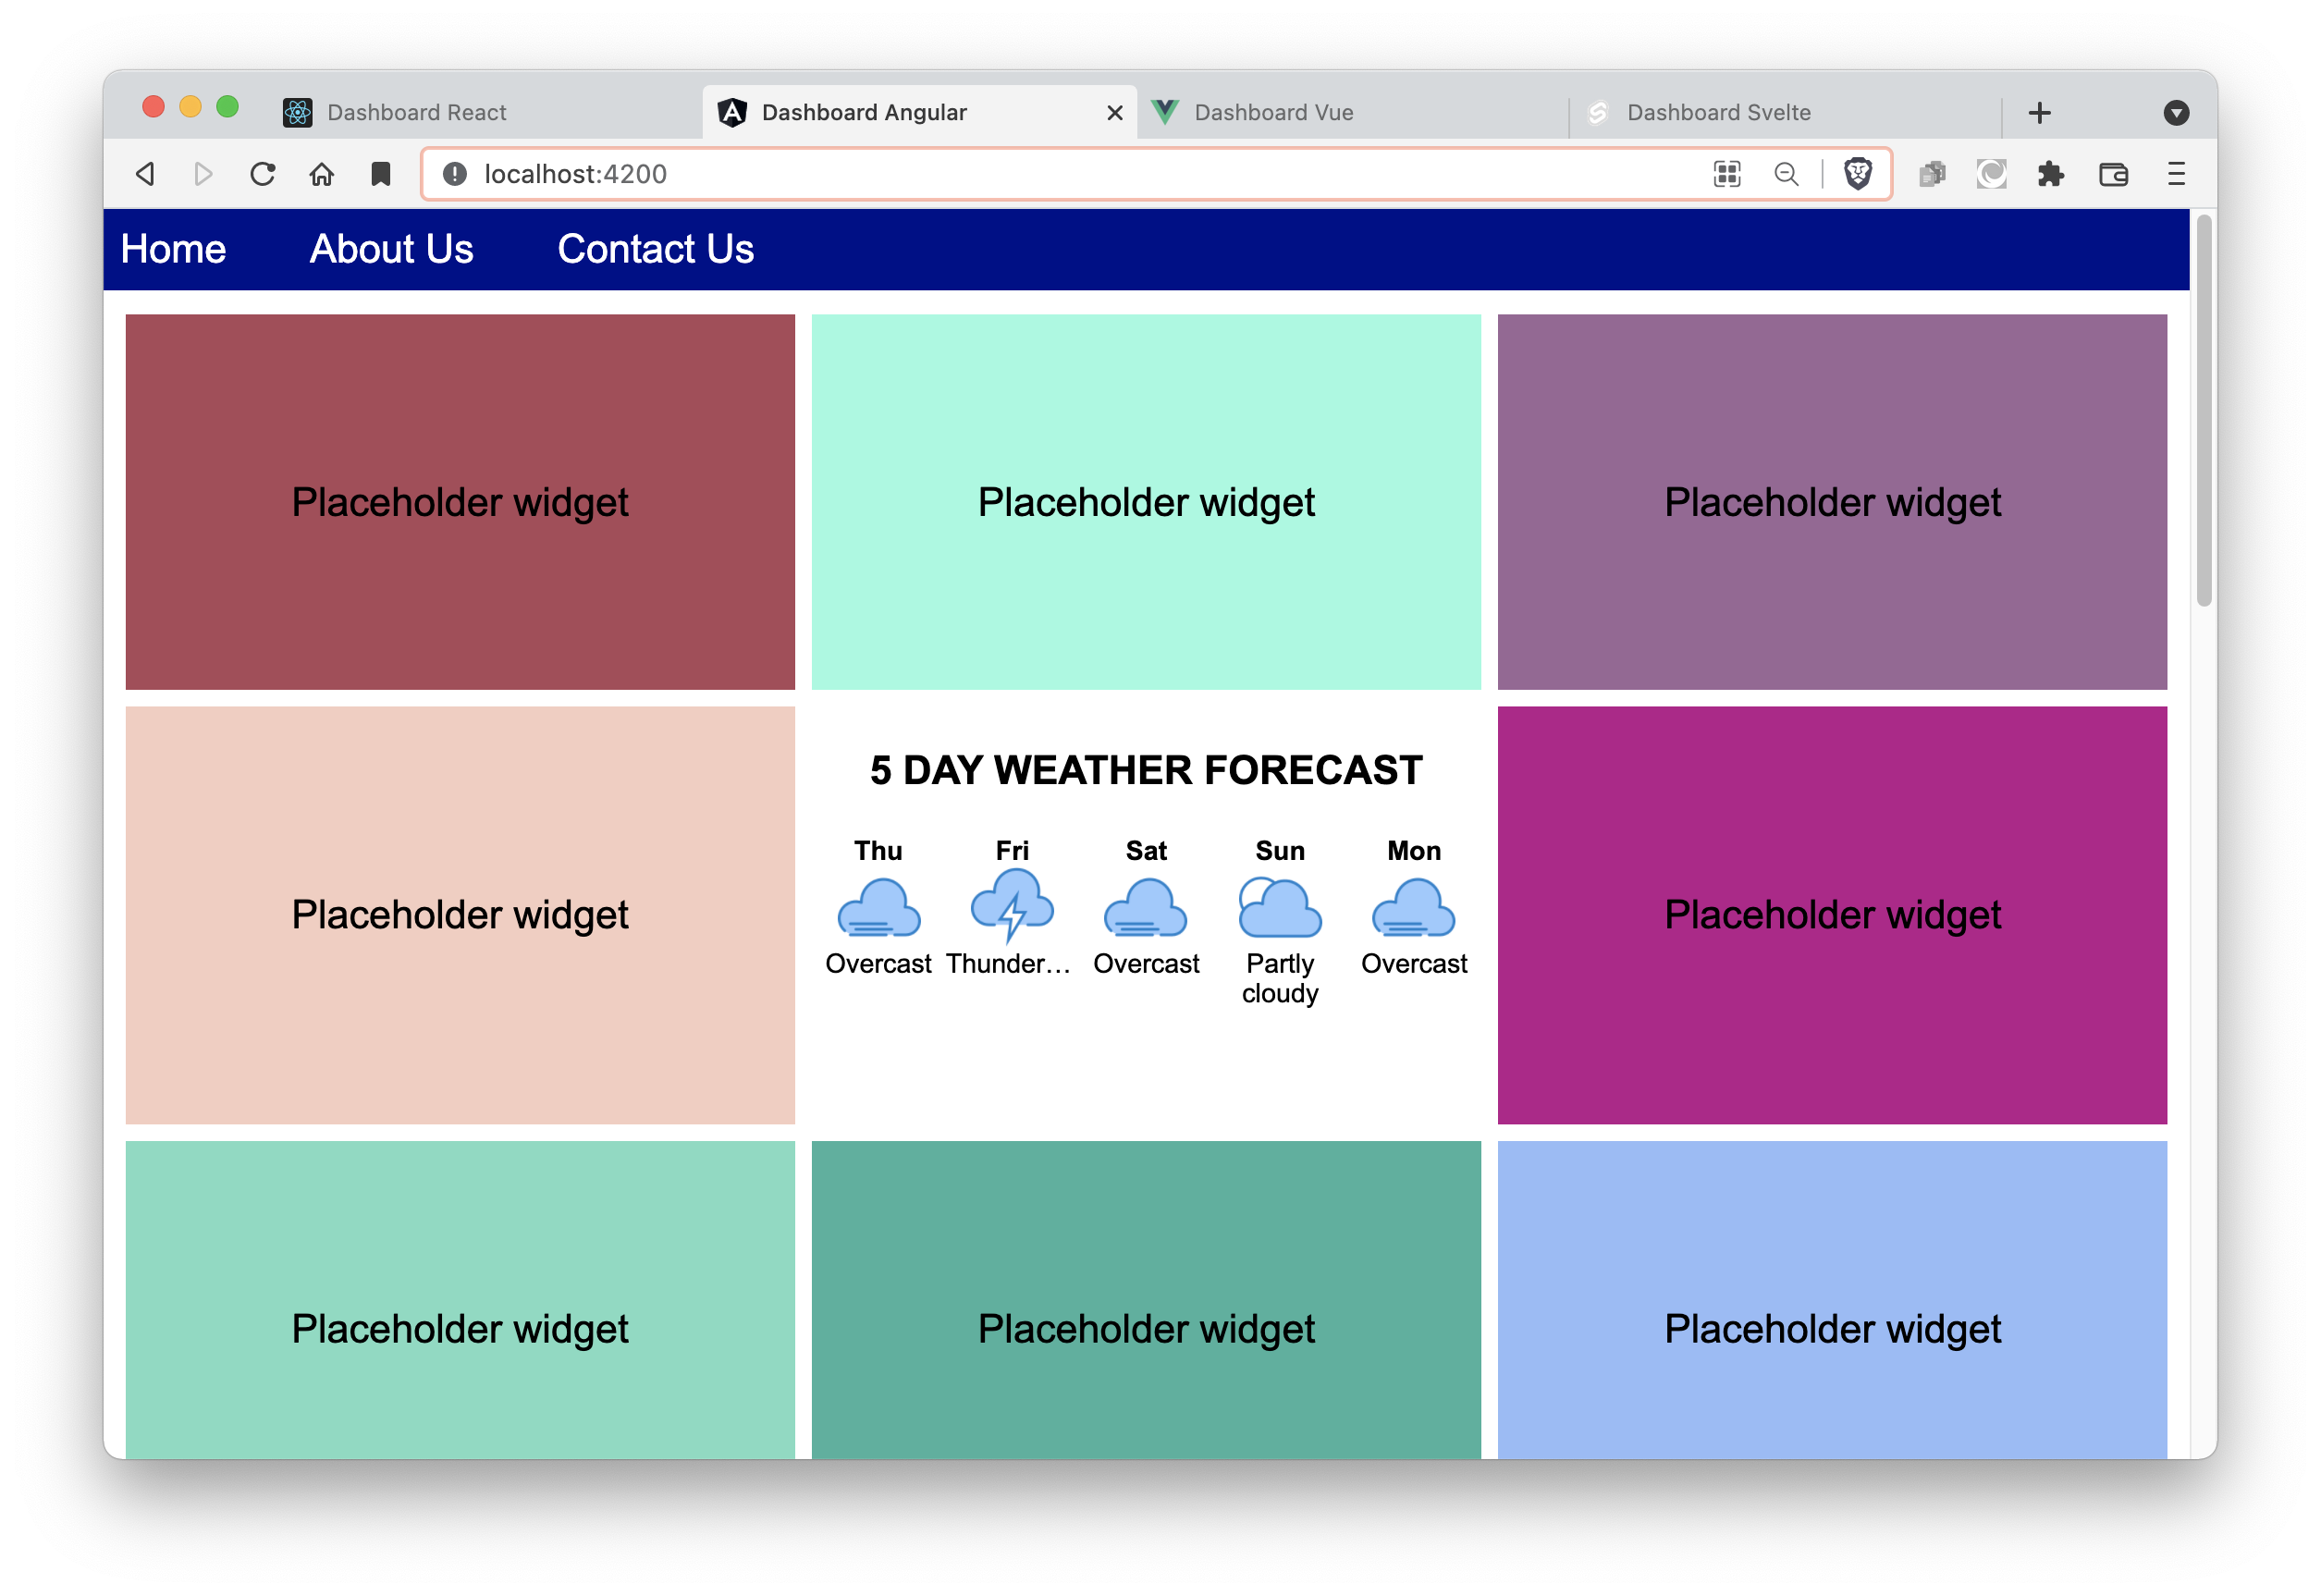 Dashboard React
Dashboard Angular
Dashboard Vue
Dashboard Svelte
localhost:4200
Home
About Us
Contact Us
Placeholder widget
Placeholder widget
Placeholder widget
Placeholder widget
5 DAY WEATHER FORECAST
Thu
Fri
Sat
Sun
Mon
Overcast
Thunder…
Overcast
Partly
cloudy
Overcast
Placeholder widget
Placeholder widget
Placeholder widget
Placeholder widget